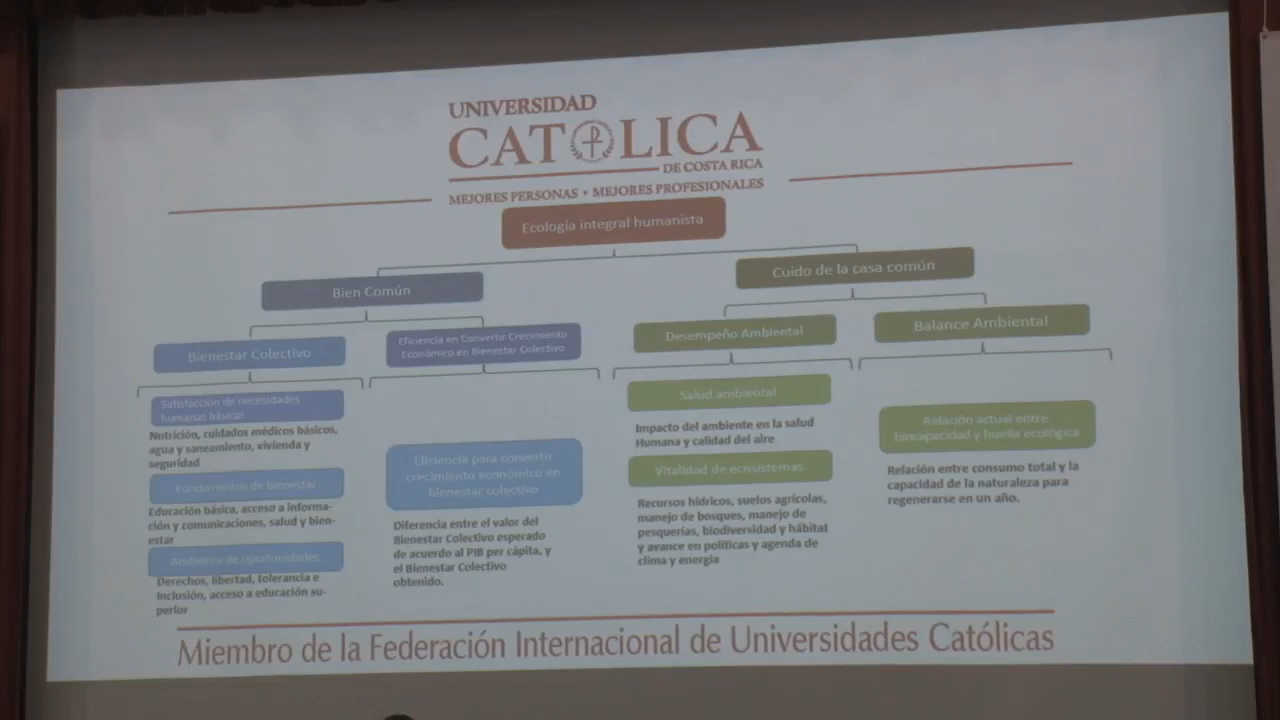 UNIVERSIDAD
CATOLICA
DE COSTA RICA
MEJORES PERSONAS • MEJORES PROFESIONALES
Ecología integral humanista
Bien Común
Cuido de la casa común
Bienestar Colectivo
Eficiencia en Convertir Crecimiento
Económico en Bienestar Colectivo
Desempeño Ambiental
Balance Ambiental
Satisfacción de necesidades
humanas básicas
Nutrición, cuidados médicos básicos,
agua y saneamiento, vivienda y
seguridad
Fundamentos de bienestar
Educación básica, acceso a informa-
ción y comunicaciones, salud y bien-
estar
Ambiente de oportunidades
Derechos, libertad, tolerancia e
Inclusión, acceso a educación su-
perior
Eficiencia para convertir
crecimiento económico en
bienestar colectivo
Diferencia entre el valor del
Bienestar Colectivo esperado
de acuerdo al PIB per cápita, y
el Bienestar Colectivo
obtenido.
Salud ambiental
Impacto del ambiente en la salud
Humana y calidad del aire
Vitalidad de ecosistemas
Recursos hídricos, suelos agrícolas,
manejo de bosques, manejo de
pesquerías, biodiversidad y hábitat
y avance en políticas y agenda de
clima y energía
Relación actual entre
biocapacidad y huella ecológica
Relación entre consumo total y la
capacidad de la naturaleza para
regenerarse en un año.
Miembro de la Federación Internacional de Universidades Católicas